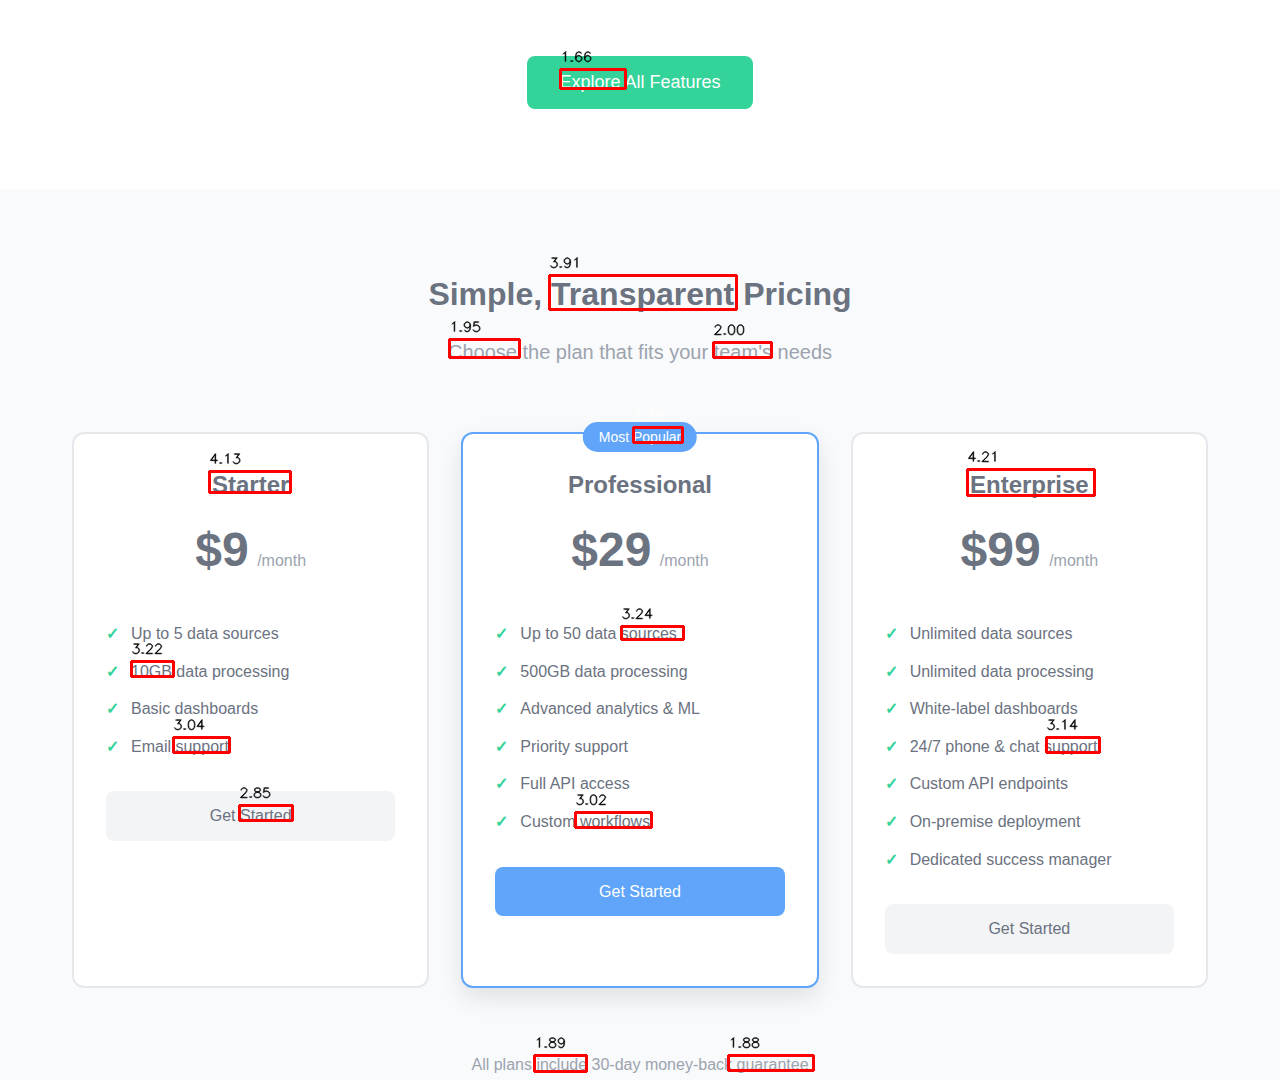 1.66
Explore All Features
3.91
Simple, Transparent Pricing
1.95 2.00
Choose the plan that fits your team's needs
Most Popular
4.13
Starter
$9 /month
✓ Up to 5 data sources
3.22
✓ 10GB data processing
✓ Basic dashboards
3.04
✓ Email support
2.85
Get Started
Professional
$29 /month
3.24
✓ Up to 50 data sources
✓ 500GB data processing
✓ Advanced analytics & ML
✓ Priority support
✓ Full API access
3.02
✓ Custom workflows
Get Started
4.21
Enterprise
$99 /month
✓ Unlimited data sources
✓ Unlimited data processing
✓ White-label dashboards
3.14
✓ 24/7 phone & chat support
✓ Custom API endpoints
✓ On-premise deployment
✓ Dedicated success manager
Get Started
1.89 1.88
All plans include 30-day money-back guarantee